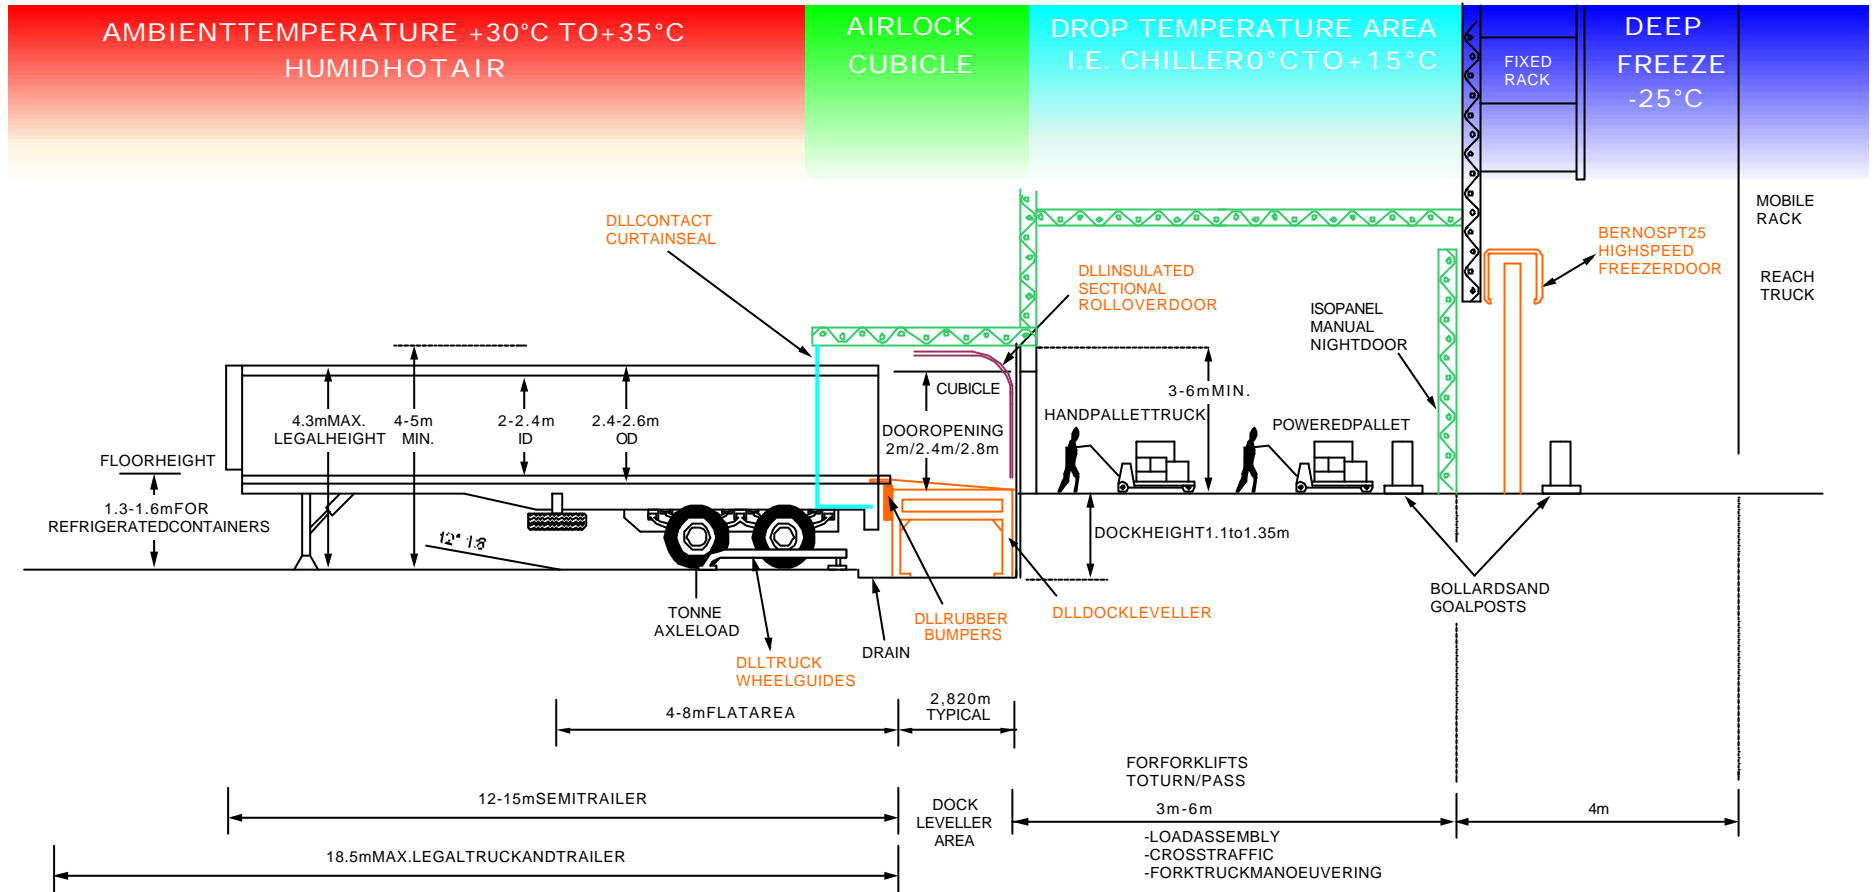 AMBIENTTEMPERATURE +30°C TO+35°C
HUMIDHOTAIR
AIRLOCK
CUBICLE
DROP TEMPERATURE AREA
I.E. CHILLER0°CTO+15°C
FIXED
RACK
DEEP
FREEZE
-25°C
MOBILE
RACK
REACH
TRUCK
DLLCONTACT
CURTAINSEAL
DLLINSULATED
SECTIONAL
ROLLOVERDOOR
BERNOSPT25
HIGHSPEED
FREEZERDOOR
ISOPANEL
MANUAL
NIGHTDOOR
4.3mMAX.
LEGALHEIGHT
4-5m
MIN.
2-2.4m
ID
2.4-2.6m
OD
CUBICLE
DOOROPENING
2m/2.4m/2.8m
3-6mMIN.
HANDPALLETTRUCK
POWEREDPALLET
FLOORHEIGHT
1.3-1.6mFOR
REFRIGERATEDCONTAINERS
12° 1:8
DOCKHEIGHT1.1to1.35m
BOLLARDSAND
GOALPOSTS
TONNE
AXLELOAD
DLLTRUCK
WHEELGUIDES
DRAIN
DLLRUBBER
BUMPERS
DLLDOCKLEVELLER
4-8mFLATAREA
2,820m
TYPICAL
FORFORKLIFTS
TOTURN/PASS
12-15mSEMITRAILER
DOCK
LEVELLER
AREA
3m-6m
4m
-LOADASSEMBLY
-CROSSTRAFFIC
-FORKTRUCKMANOEUVERING
18.5mMAX.LEGALTRUCKANDTRAILER